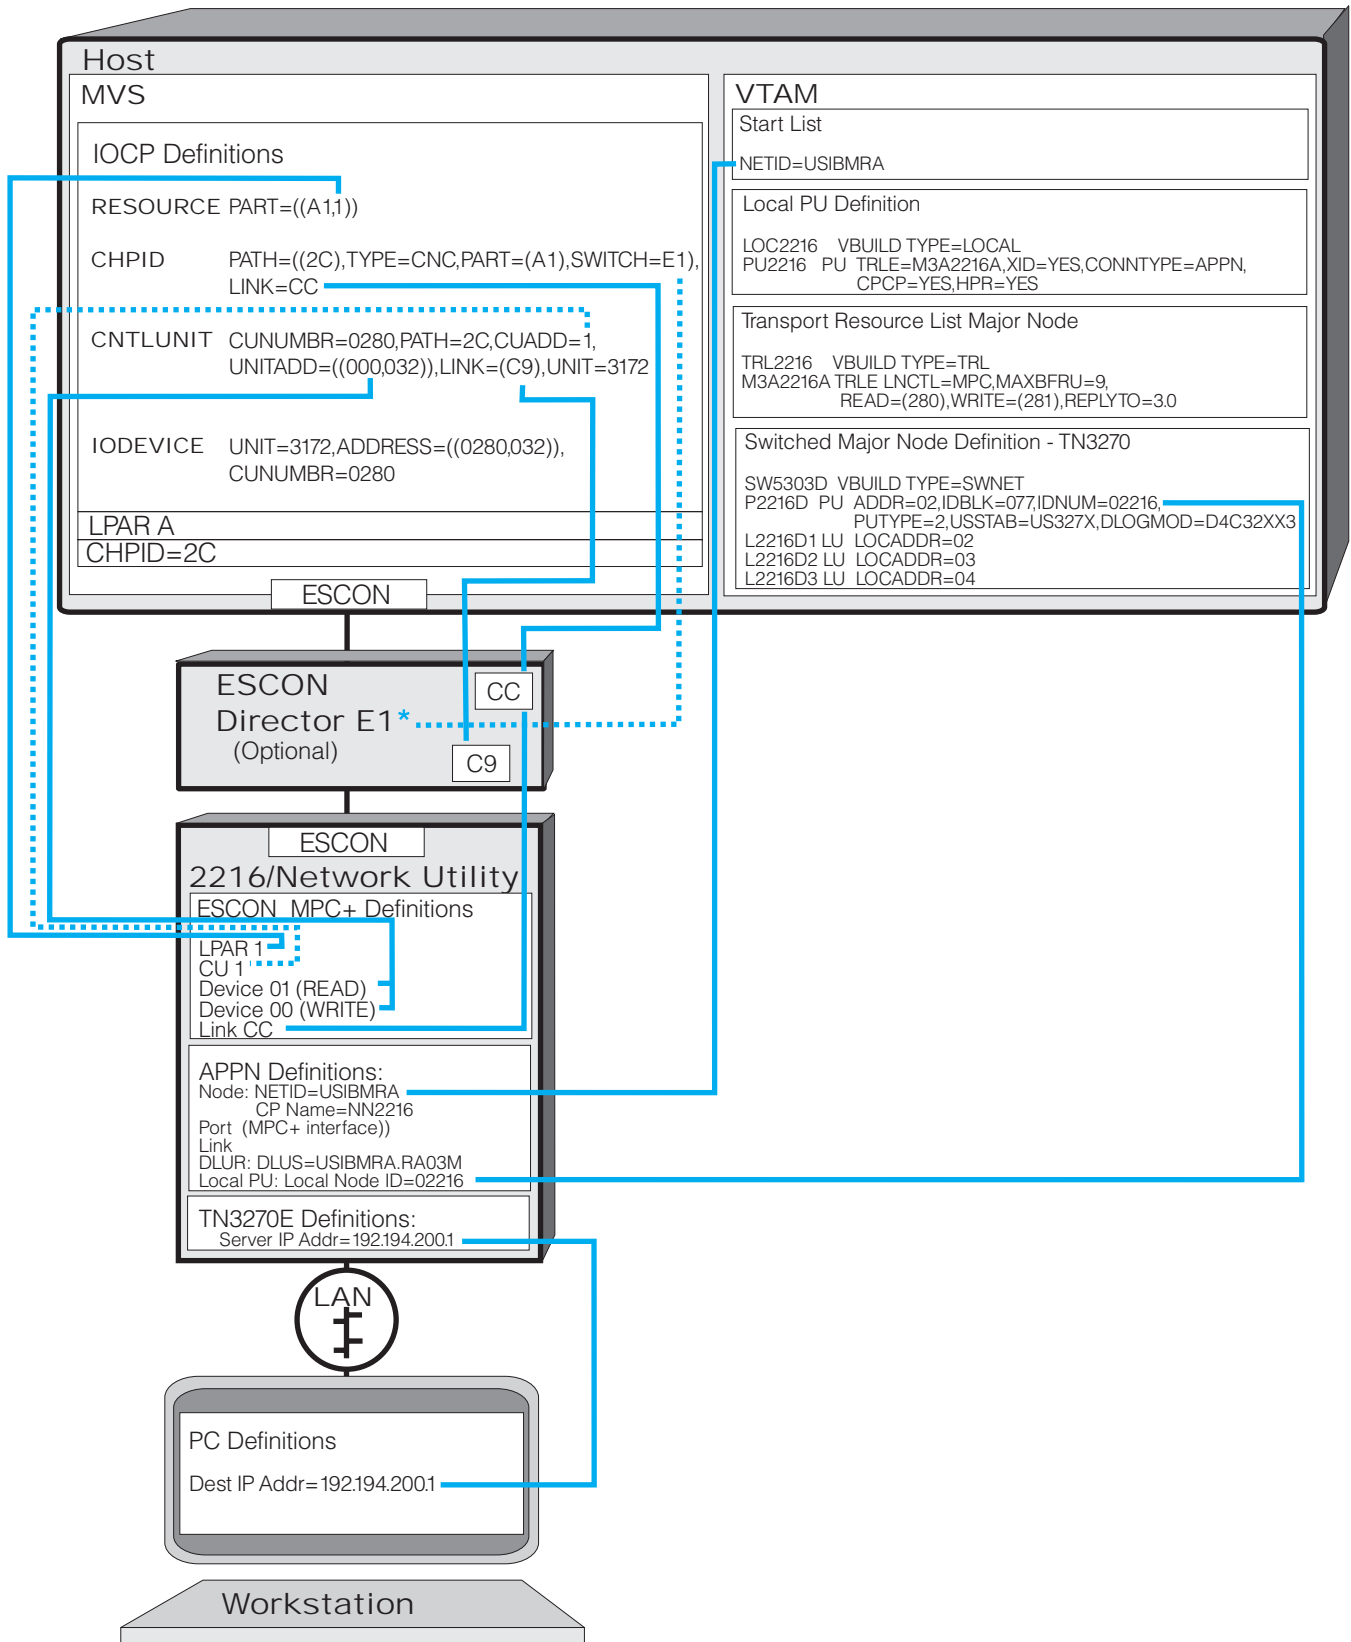 Host
MVS
IOCP Definitions
RESOURCE PART=((A1,1))
CHPID PATH=((2C),TYPE=CNC,PART=(A1),SWITCH=E1),
LINK=CC
CNTLUNIT CUNUMBR=0280,PATH=2C,CUADD=1,
UNITADD=((000,032)),LINK=(C9),UNIT=3172
IODEVICE UNIT=3172,ADDRESS=((0280,032)),
CUNUMBR=0280
LPAR A
CHPID=2C
ESCON
VTAM
Start List
NETID=USIBMRA
Local PU Definition
LOC2216 VBUILD TYPE=LOCAL
PU2216 PU TRLE=M3A2216A,XID=YES,CONNTYPE=APPN,
CPCP=YES,HPR=YES
Transport Resource List Major Node
TRL2216 VBUILD TYPE=TRL
M3A2216A TRLE LNCTL=MPC,MAXBFRU=9,
READ=(280),WRITE=(281),REPLYTO=3.0
Switched Major Node Definition - TN3270
SW5303D VBUILD TYPE=SWNET
P2216D PU ADDR=02,IDBLK=077,IDNUM=02216,
PUTYPE=2,USSTAB=US327X,DLOGMOD=D4C32XX3
L2216D1 LU LOCADDR=02
L2216D2 LU LOCADDR=03
L2216D3 LU LOCADDR=04
ESCON
Director E1*
(Optional)
CC
C9
ESCON
2216/Network Utility
ESCON MPC+ Definitions
LPAR 1
CU 1
Device 01 (READ)
Device 00 (WRITE)
Link CC
APPN Definitions:
Node: NETID=USIBMRA
CP Name=NN2216
Port (MPC+ interface))
Link
DLUR: DLUS=USIBMRA.RA03M
Local PU: Local Node ID=02216
TN3270E Definitions:
Server IP Addr=192.194.200.1
LAN
PC Definitions
Dest IP Addr=192.194.200.1
Workstation